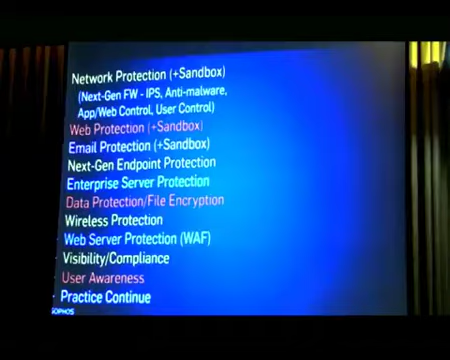 Network Protection (+Sandbox)
(Next-Gen FW - IPS, Anti-malware,
App/Web Control, User Control)
Web Protection (+Sandbox)
Email Protection (+Sandbox)
Next-Gen Endpoint Protection
Enterprise Server Protection
Data Protection/File Encryption
Wireless Protection
Web Server Protection (WAF)
Visibility/Compliance
User Awareness
Practice Continue
SOPHOS